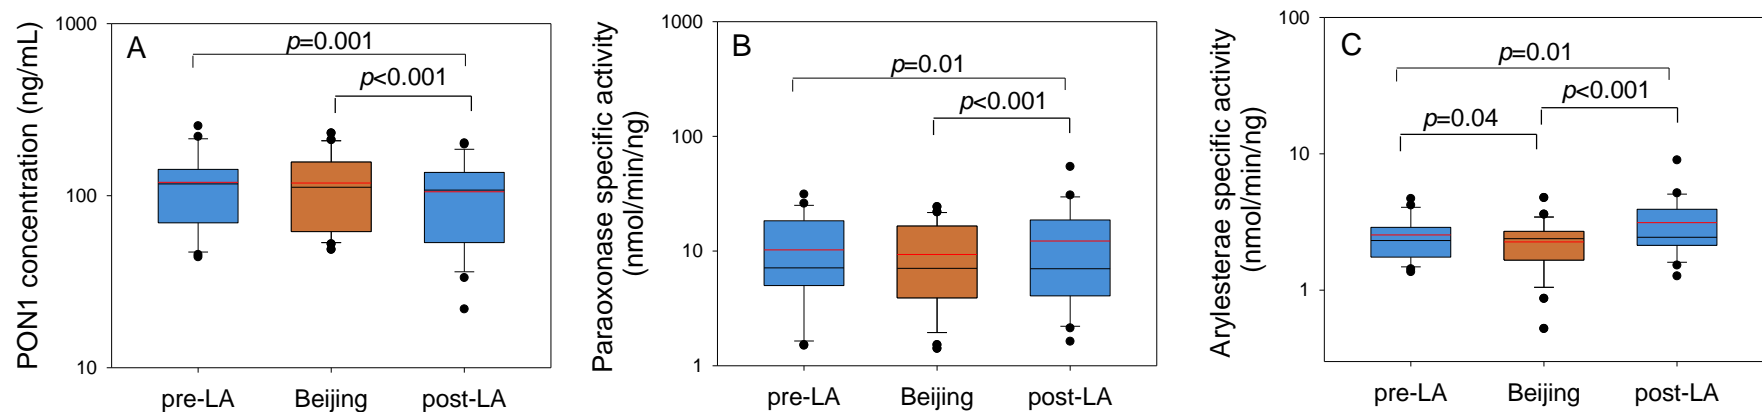 PON1 concentration (ng/mL)
1000
100
10
A
p=0.001
p<0.001
pre-LA
Beijing
post-LA
Paraoxonase specific activity
(nmol/min/ng)
1000
100
10
1
B
p=0.01
p<0.001
pre-LA
Beijing
post-LA
Arylesterae specific activity
(nmol/min/ng)
100
10
1
C
p=0.01
p<0.001
p=0.04
pre-LA
Beijing
post-LA